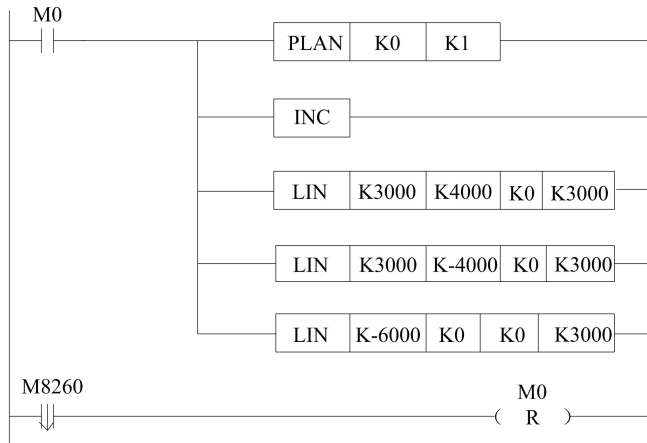 M0
PLAN K0 K1
INC
LIN K3000 K4000 K0 K3000
LIN K3000 K-4000 K0 K3000
LIN K-6000 K0 K0 K3000
M8260 M0
( R )